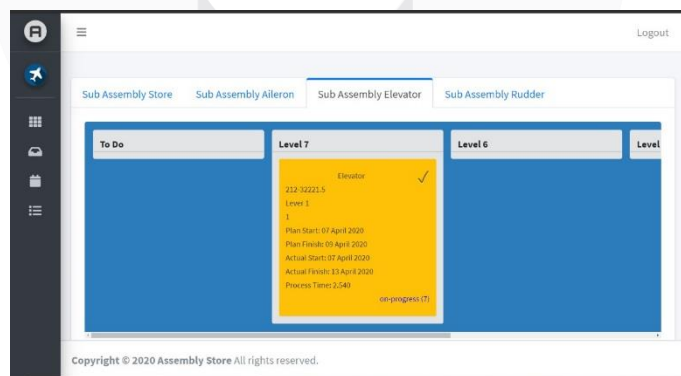 Logout
Sub Assembly Store Sub Assembly Aileron Sub Assembly Elevator Sub Assembly Rudder
To Do Level 7 Level 6 Level
Elevator
212-32221.5
Level 1
1
Plan Start: 07 April 2020
Plan Finish: 09 April 2020
Actual Start: 07 April 2020
Actual Finish: 13 April 2020
Process Time: 2.540
on-progress (7)
Copyright © 2020 Assembly Store All rights reserved.